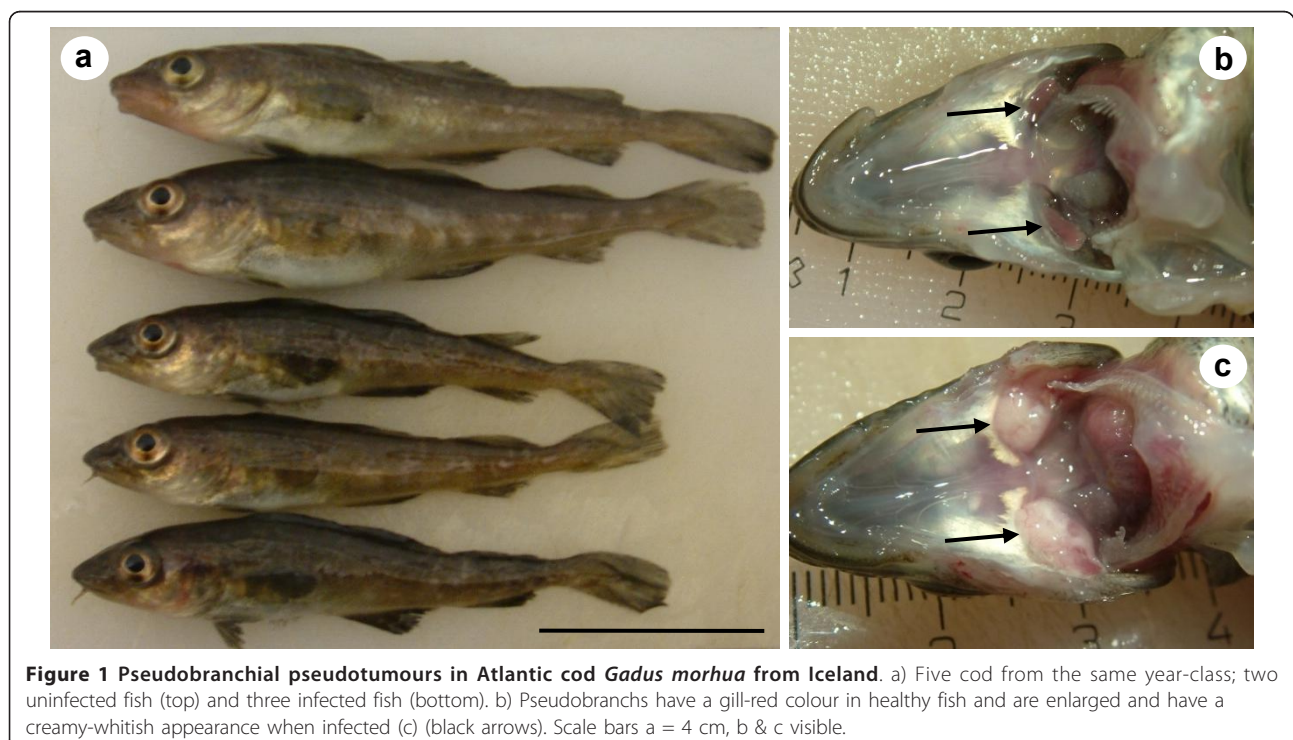 a
b
3 1 2 3
c
2 3 4
Figure 1 Pseudobranchial pseudotumours in Atlantic cod Gadus morhua from Iceland. a) Five cod from the same year-class; two
uninfected fish (top) and three infected fish (bottom). b) Pseudobranchs have a gill-red colour in healthy fish and are enlarged and have a
creamy-whitish appearance when infected (c) (black arrows). Scale bars a = 4 cm, b & c visible.